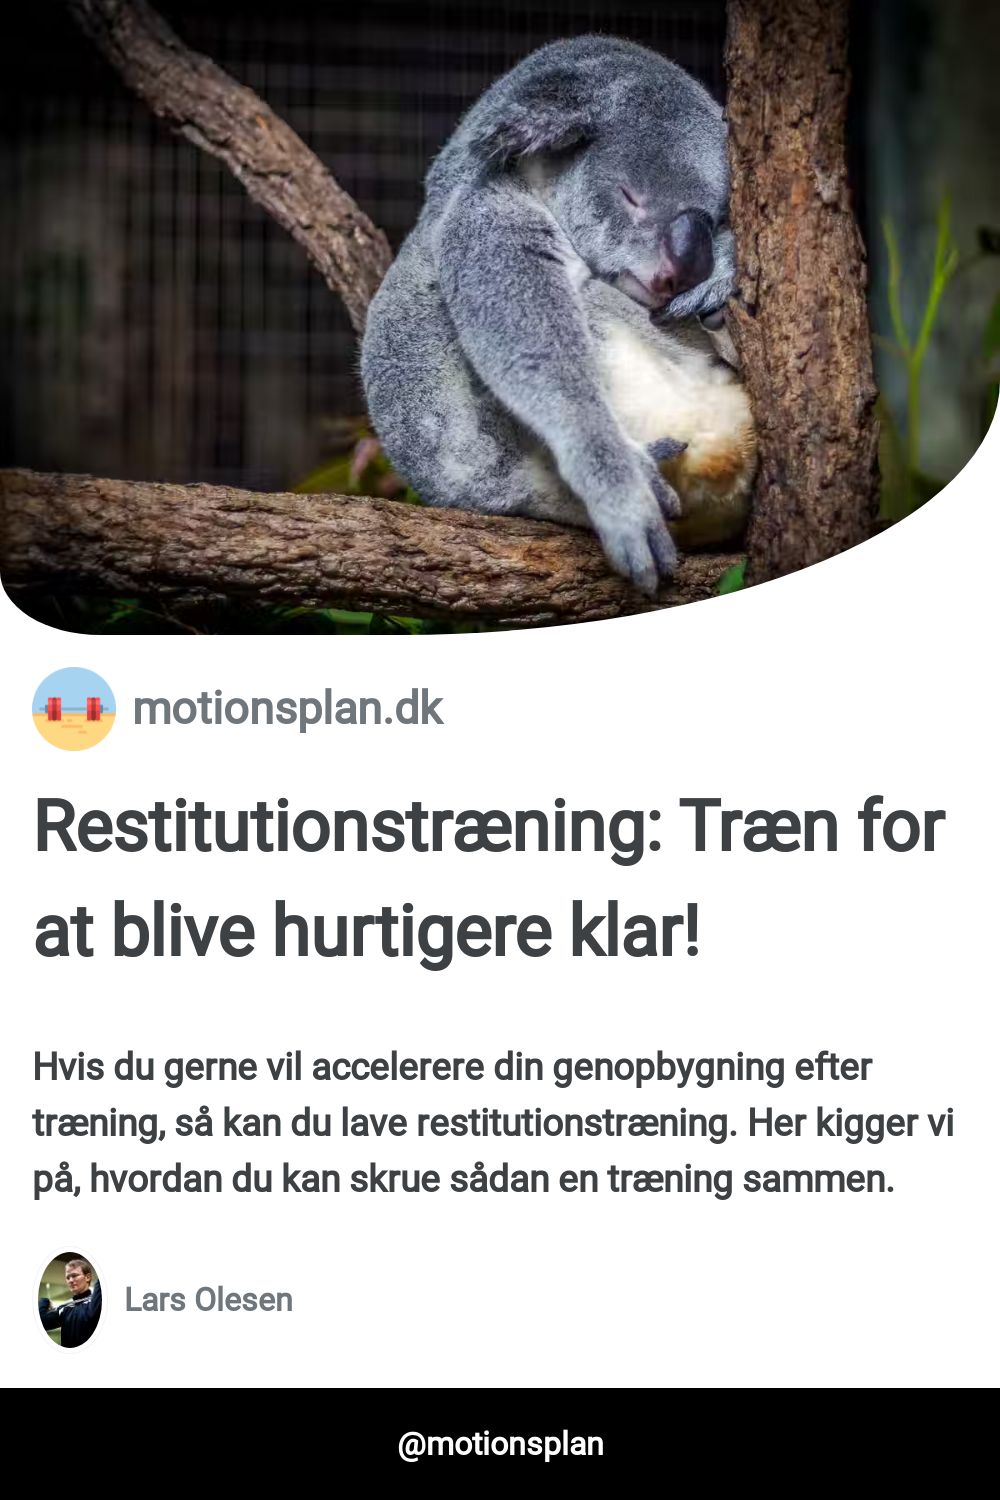 motionsplan.dk
Restitutionstræning: Træn for
at blive hurtigere klar!
Hvis du gerne vil accelerere din genopbygning efter
træning, så kan du lave restitutionstræning. Her kigger vi
på, hvordan du kan skrue sådan en træning sammen.
Lars Olesen
@motionsplan